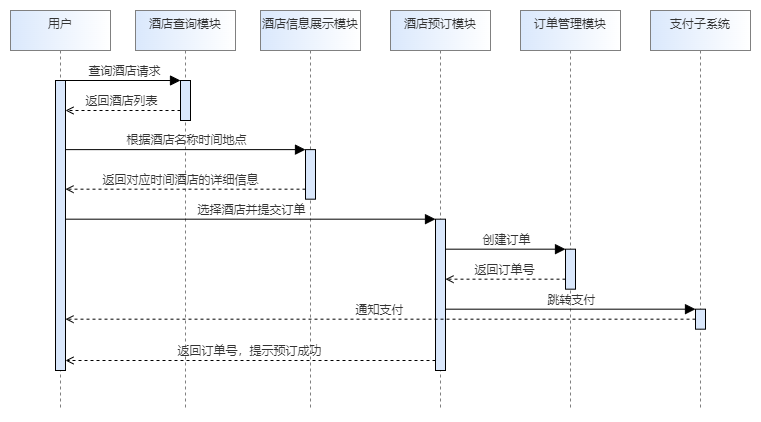 用户
酒店查询模块
酒店信息展示模块
酒店预订模块
订单管理模块
支付子系统
查询酒店请求
返回酒店列表
根据酒店名称时间地点
返回对应时间酒店的详细信息
选择酒店并提交订单
创建订单
返回订单号
跳转支付
通知支付
返回订单号，提示预订成功